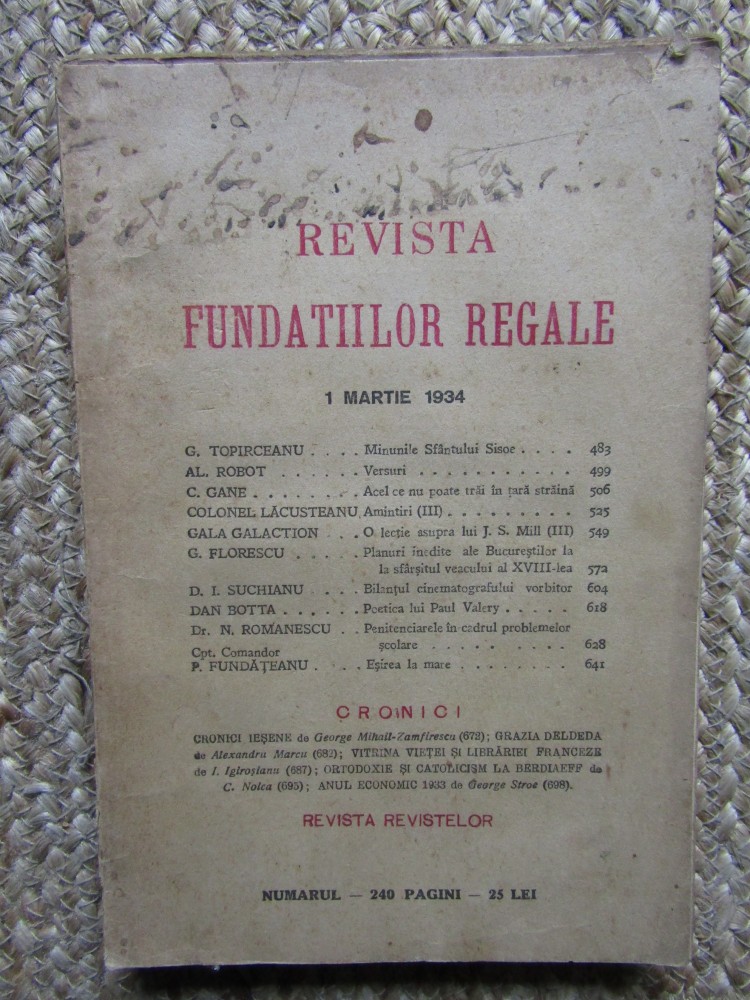 REVISTA
FUNDATIILOR REGALE
1 MARTIE 1934
G. TOPIRCEANU . . . . Minunile Sfântului Sisoe . . . . 483
AL. ROBOT . . . . . . Versuri . . . . . . . . . . . 499
C. GANE . . . . . . . . Acel ce nu poate trăi în țară străină 506
COLONEL LĂCUSTEANU, Amintiri (III) . . . . . . . . . 525
GALA GALACTION . . . O lecție asupra lui J. S. Mill (III) 549
G. FLORESCU . . . . . Planuri inedite ale Bucureștilor la
la sfârșitul veacului al XVIII-lea 572
D. I. SUCHIANU . . . . Bilanțul cinematografului vorbitor 604
DAN BOTTA . . . . . . Poetica lui Paul Valery . . . . . 618
Dr. N. ROMANESCU . . Penitenciarele în cadrul problemelor
școlare . . . . . . . . . . 628
Cpt. Comandor
P. FUNDĂȚEANU . . . . Eșirea la mare . . . . . . . . 641
CRONICI
CRONICI IEȘENE de George Mihail-Zamfirescu (672); GRAZIA DELDEDA
de Alexandru Marcu (682); VITRINA VIEȚEI ȘI LIBRĂRIEI FRANCEZE
de I. Igiroșianu (687); ORTODOXIE ȘI CATOLICISM LA BERDIAEFF de
C. Noica (695); ANUL ECONOMIC 1933 de George Stroe (698).
REVISTA REVISTELOR
NUMARUL — 240 PAGINI — 25 LEI